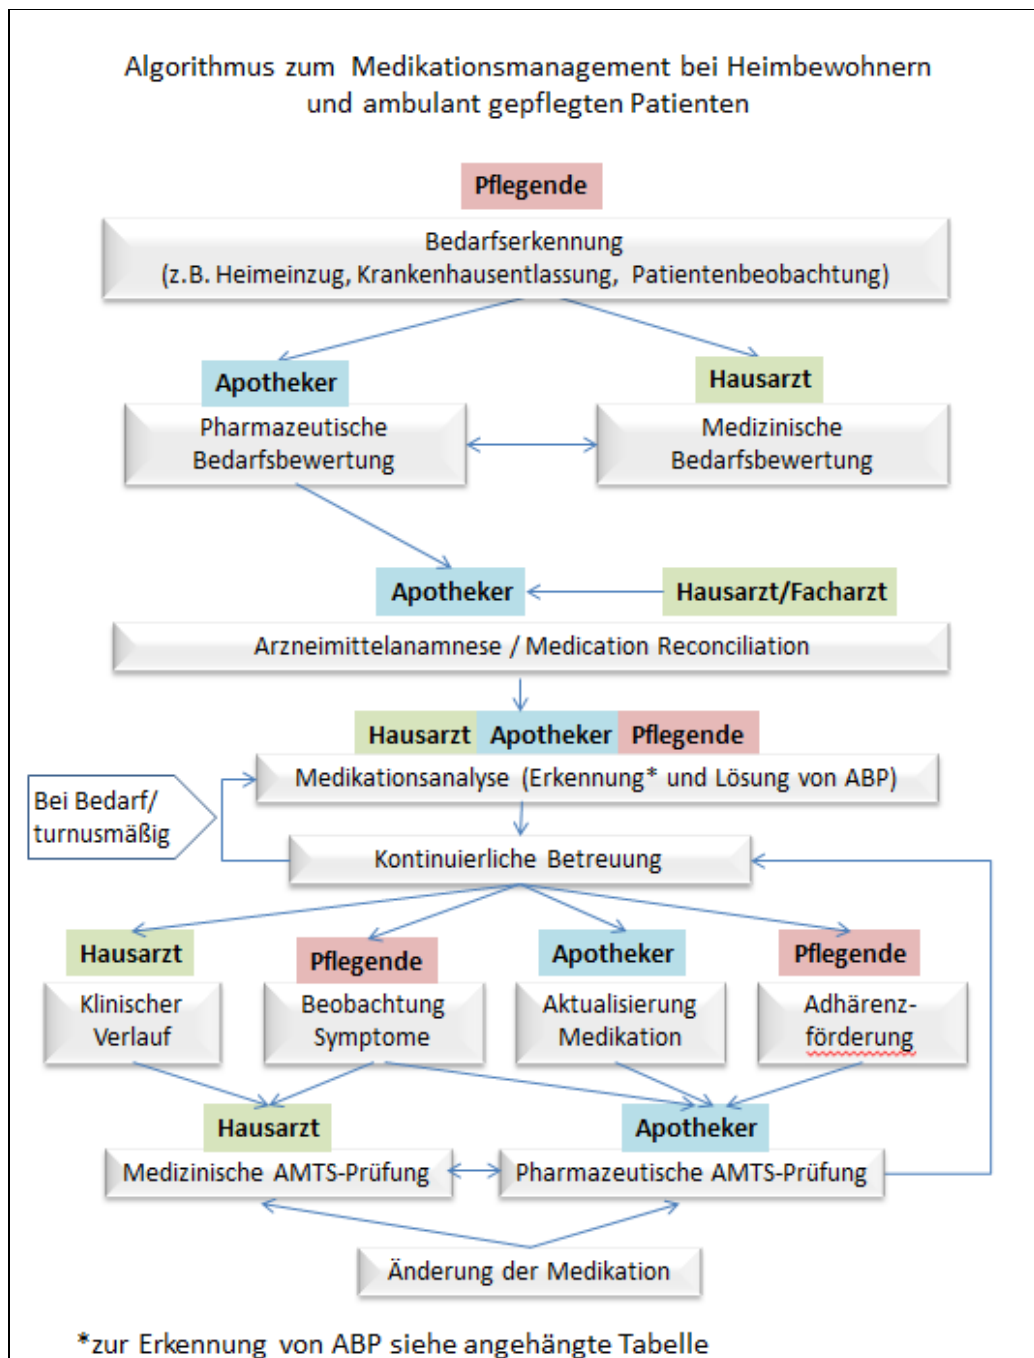 Algorithmus zum Medikationsmanagement bei Heimbewohnern
und ambulant gepflegten Patienten
Pflegende
Bedarfserkennung
(z.B. Heimeinzug, Krankenhausentlassung, Patientenbeobachtung)
Apotheker
Hausarzt
Pharmazeutische
Bedarfsbewertung
Medizinische
Bedarfsbewertung
Apotheker
Hausarzt/Facharzt
Arzneimittelanamnese / Medication Reconciliation
Hausarzt
Apotheker
Pflegende
Medikationsanalyse (Erkennung* und Lösung von ABP)
Bei Bedarf/
turnusmäßig
Kontinuierliche Betreuung
Hausarzt
Pflegende
Apotheker
Pflegende
Klinischer
Verlauf
Beobachtung
Symptome
Aktualisierung
Medikation
Adhärenz-
förderung
Hausarzt
Apotheker
Medizinische AMTS-Prüfung
Pharmazeutische AMTS-Prüfung
Änderung der Medikation
*zur Erkennung von ABP siehe angehängte Tabelle